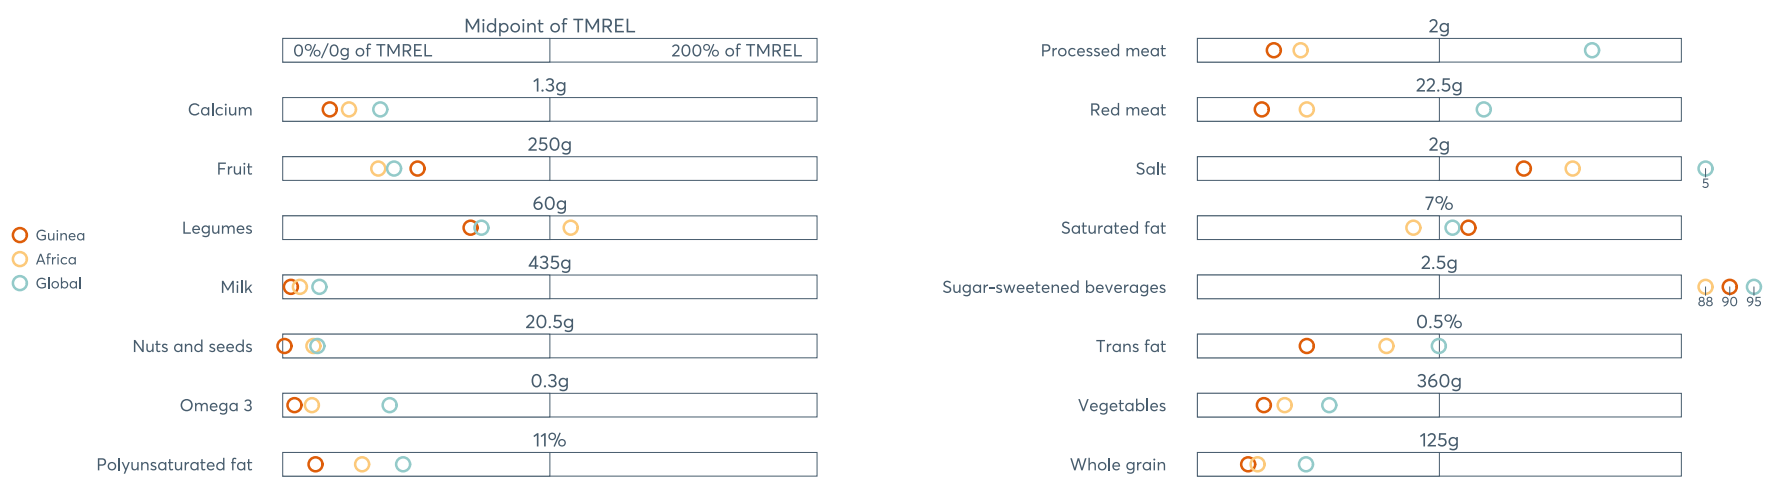 Midpoint of TMREL
0%/0g of TMREL 200% of TMREL
1.3g
Calcium
250g
Fruit
60g
Legumes
435g
Milk
20.5g
Nuts and seeds
0.3g
Omega 3
11%
Polyunsaturated fat
Guinea
Africa
Global
2g
Processed meat
22.5g
Red meat
2g
Salt
5
7%
Saturated fat
2.5g
Sugar-sweetened beverages
88 90 95
0.5%
Trans fat
360g
Vegetables
125g
Whole grain